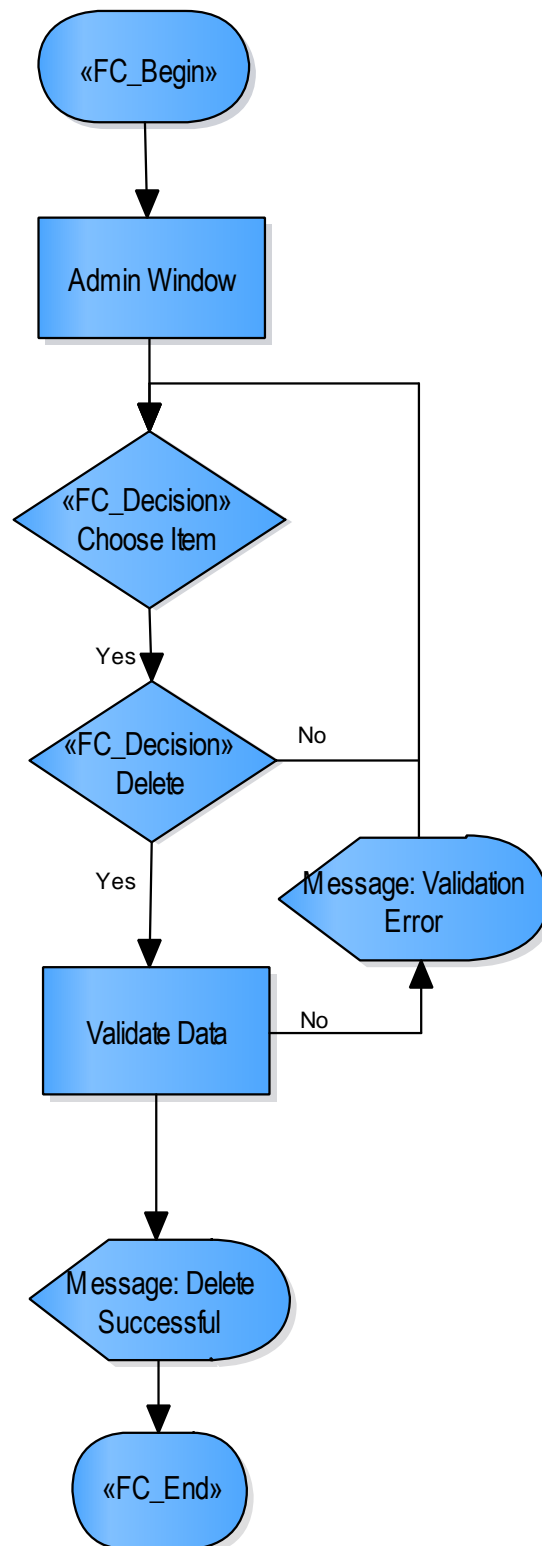 «FC_Begin»
Admin Window
«FC_Decision»
Choose Item
Yes
«FC_Decision»
Delete
No
Yes
Message: Validation
Error
Validate Data
No
Message: Delete
Successful
«FC_End»